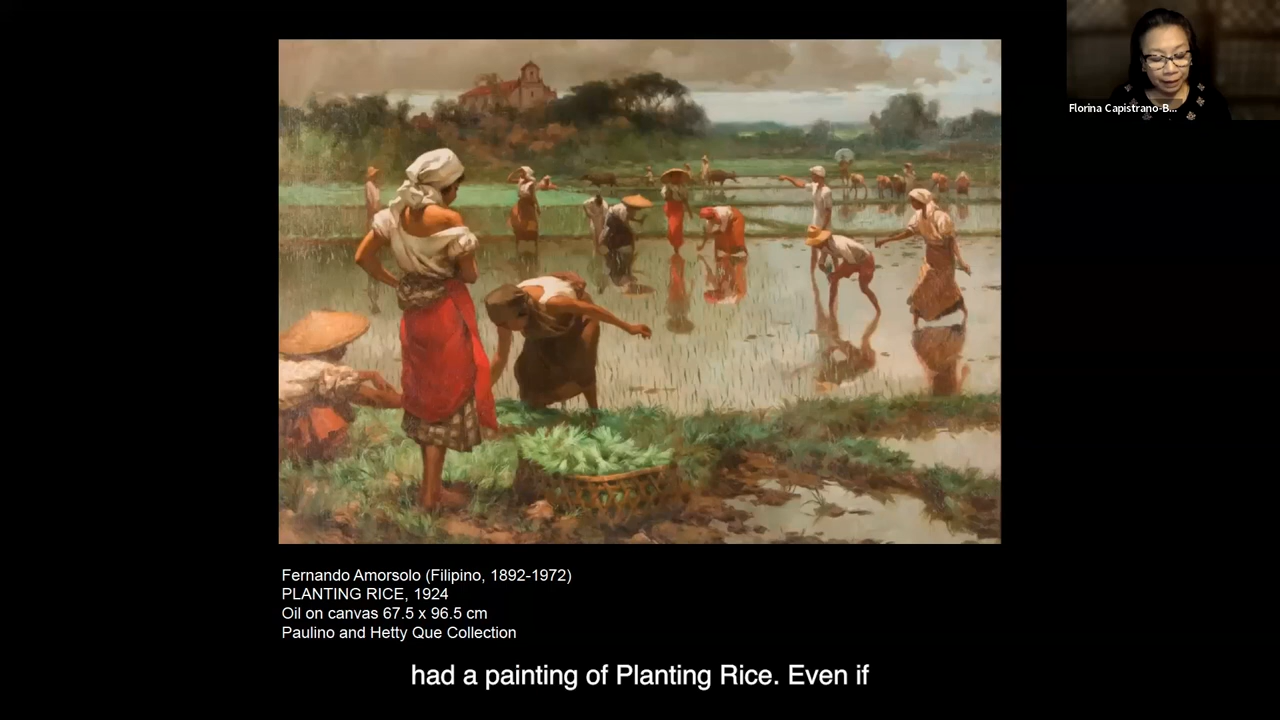 Florina Capistrano-B...
Fernando Amorsolo (Filipino, 1892-1972)
PLANTING RICE, 1924
Oil on canvas 67.5 x 96.5 cm
Paulino and Hetty Que Collection
had a painting of Planting Rice. Even if